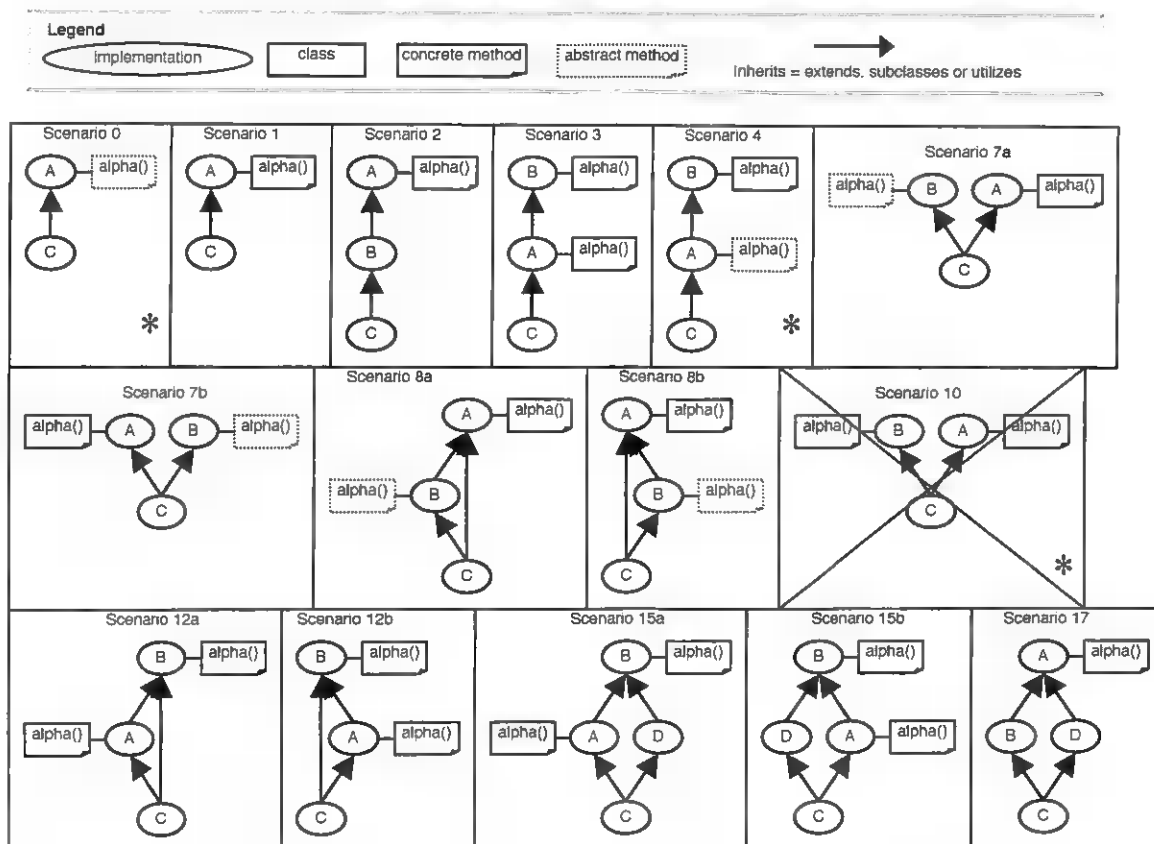 Legend
implementation
class
concrete method
abstract method
Inherits = extends, subclasses or utilizes
Scenario 0
A
alpha()
C
*
Scenario 1
A
alpha()
C
Scenario 2
A
alpha()
B
C
Scenario 3
B
alpha()
A
alpha()
C
Scenario 4
B
alpha()
A
alpha()
C
*
Scenario 7a
alpha()
B
A
alpha()
C
Scenario 7b
alpha()
A
B
alpha()
C
Scenario 8a
A
alpha()
alpha()
B
C
Scenario 8b
A
alpha()
B
alpha()
C
Scenario 10
alpha()
B
A
alpha()
C
*
Scenario 12a
B
alpha()
alpha()
A
C
Scenario 12b
B
alpha()
A
alpha()
C
Scenario 15a
B
alpha()
alpha()
A
D
C
Scenario 15b
B
alpha()
D
A
alpha()
C
Scenario 17
A
alpha()
B
D
C